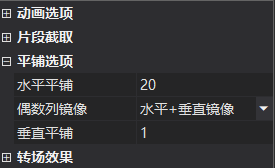 动画选项
片段截取
平铺选项
水平平铺 20
偶数列镜像 水平+垂直镜像
垂直平铺 1
转场效果